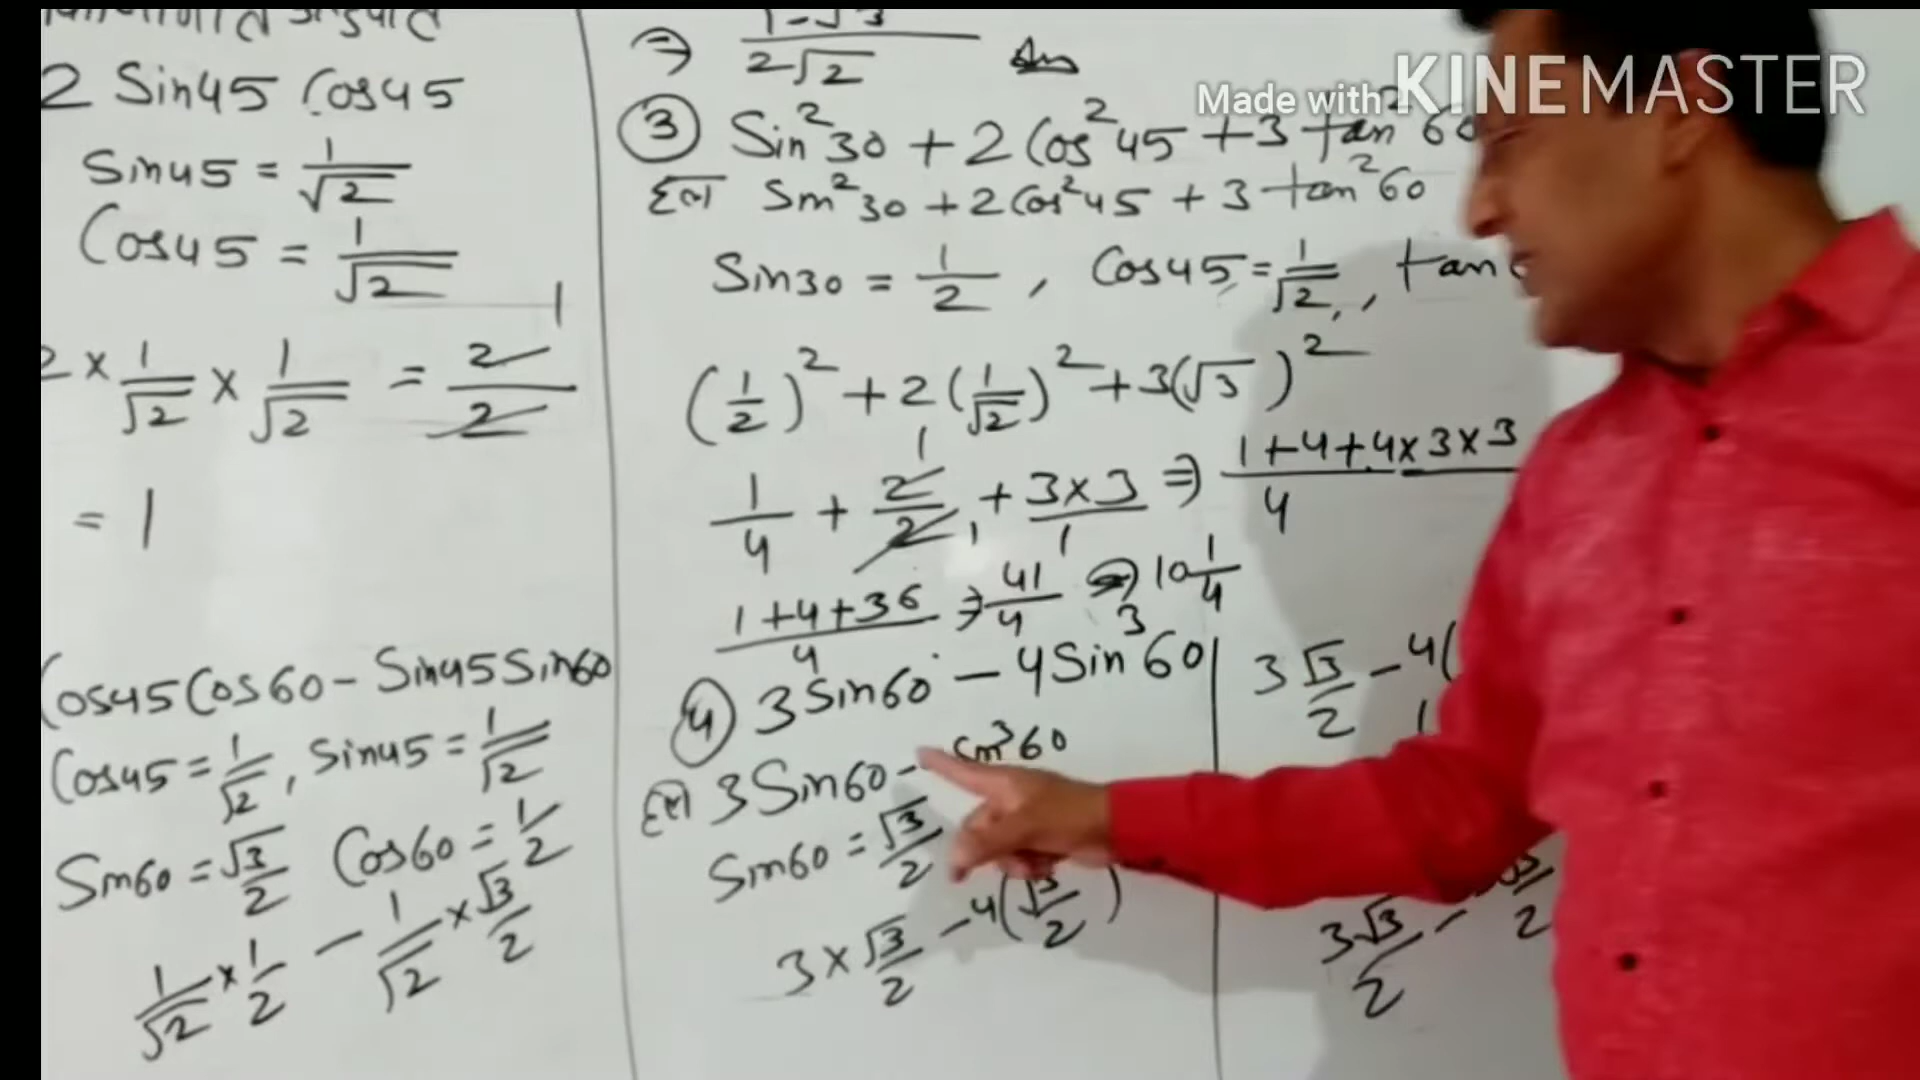 2 Sin45 Cos45
Sin45 = 1/√2
Cos45 = 1/√2
2 × 1/√2 × 1/√2 = 2/2 1
= 1
Cos45 Cos60 - Sin45 Sin60
Cos45 = 1/√2, Sin45 = 1/√2
Sin60 = √3/2 Cos60 = 1/2
1/√2 × 1/2 - 1/√2 × √3/2
⇒ 1-√3/2√2 Ans
③ Sin²30 + 2 Cos²45 + 3 tan²60
हल Sin²30 + 2 Cos²45 + 3 tan²60
Sin30 = 1/2, Cos45 = 1/√2, tan
(1/2)² + 2(1/√2)² + 3(√3)²
1/4 + 2/2 + 3×3/1 ⇒ 1+4+4×3×3/4
1+4+36/4 ⇒ 41/4 ⇒ 10 1/4
④ 3 Sin60° - 4 Sin³60
हल 3 Sin60 - Sin³60
Sin60 = √3/2
3 × √3/2 - 4(√3/2)
3 √3/2 - 4(
3√3/2 -
Made with KINEMASTER